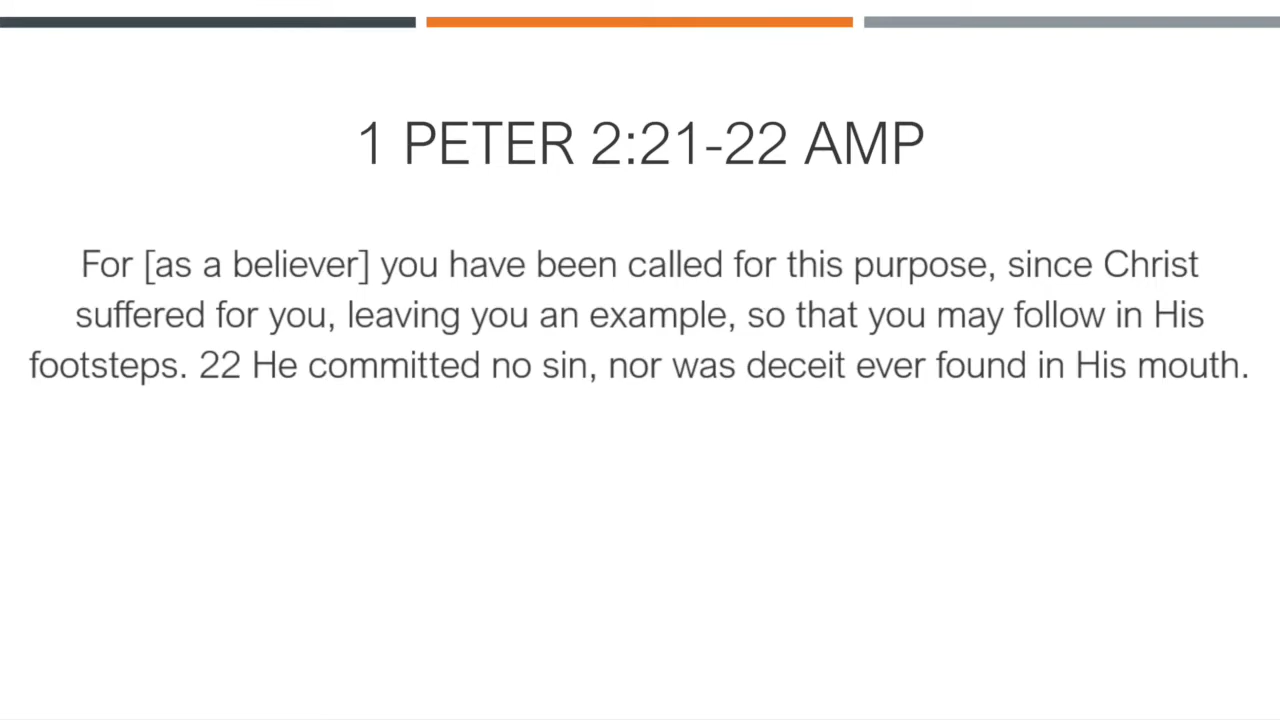 1 PETER 2:21-22 AMP
For [as a believer] you have been called for this purpose, since Christ
suffered for you, leaving you an example, so that you may follow in His
footsteps. 22 He committed no sin, nor was deceit ever found in His mouth.